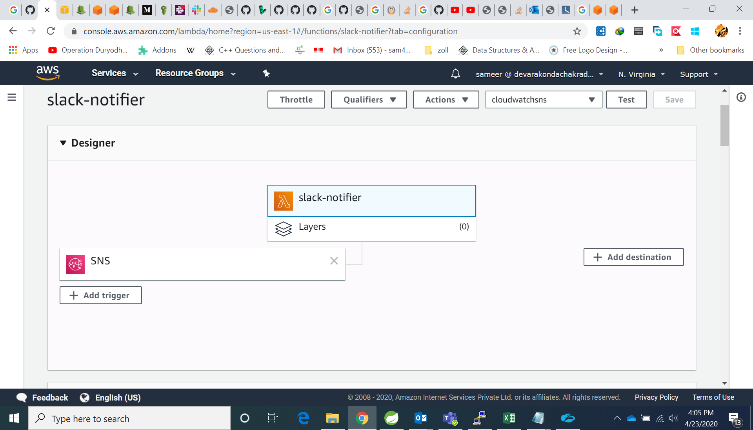 console.aws.amazon.com/lambda/home?region=us-east-1#/functions/slack-notifier?tab=configuration
Apps Operation Duryodh... Addons W C++ Questions and... Inbox (553) - sam4... zoll Data Structures & A... Free Logo Design -... » Other bookmarks
aws Services Resource Groups sameer @ devarakondachakrad... N. Virginia Support
slack-notifier Throttle Qualifiers Actions cloudwatchsns Test Save
Designer
slack-notifier
Layers (0)
SNS
Add destination
Add trigger
Feedback English (US) © 2008 - 2020, Amazon Internet Services Private Ltd. or its affiliates. All rights reserved. Privacy Policy Terms of Use
Type here to search
4:05 PM
4/23/2020